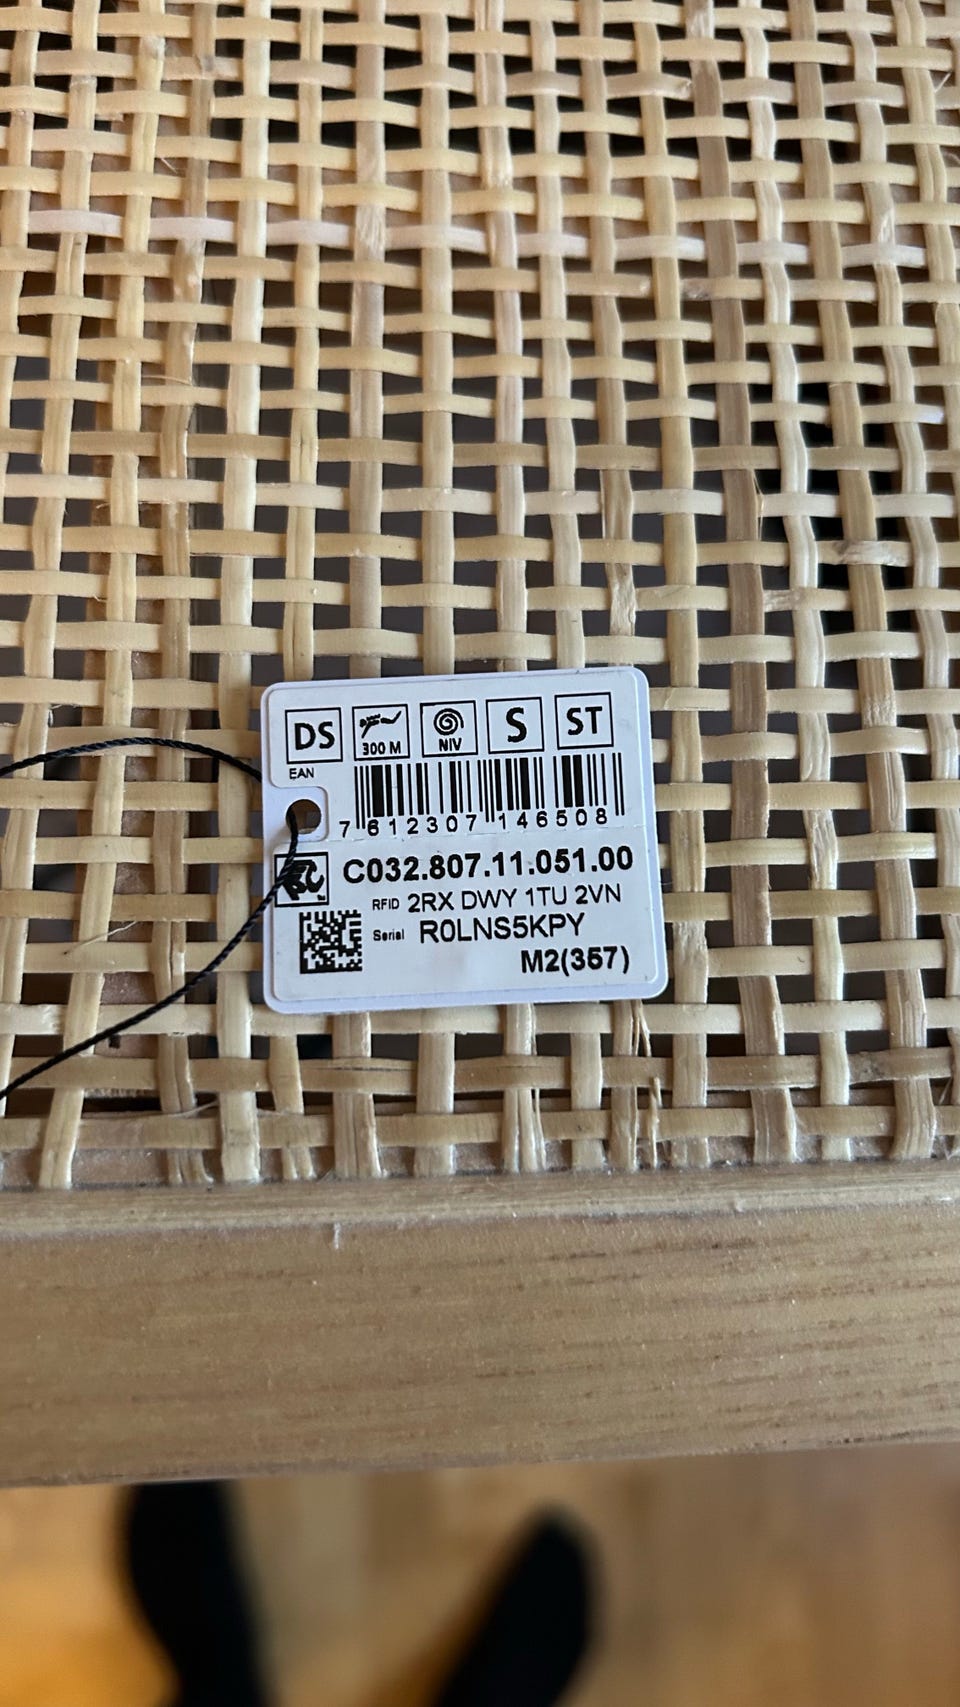 DS 300 M NIV S ST
EAN
7 612307 146508
C032.807.11.051.00
RFID 2RX DWY 1TU 2VN
Serial R0LNS5KPY
M2(357)